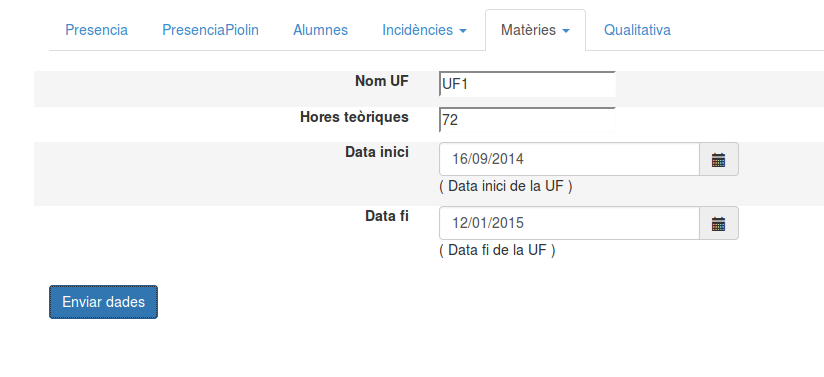 Presencia PresenciaPiolin Alumnes Incidències Matèries Qualitativa
Nom UF UF1
Hores teòriques 72
Data inici 16/09/2014
( Data inici de la UF )
Data fi 12/01/2015
( Data fi de la UF )
Enviar dades